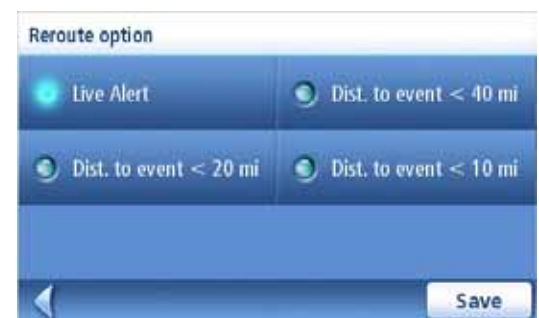 Reroute option
Live Alert
Dist. to event < 40 mi
Dist. to event < 20 mi
Dist. to event < 10 mi
Save